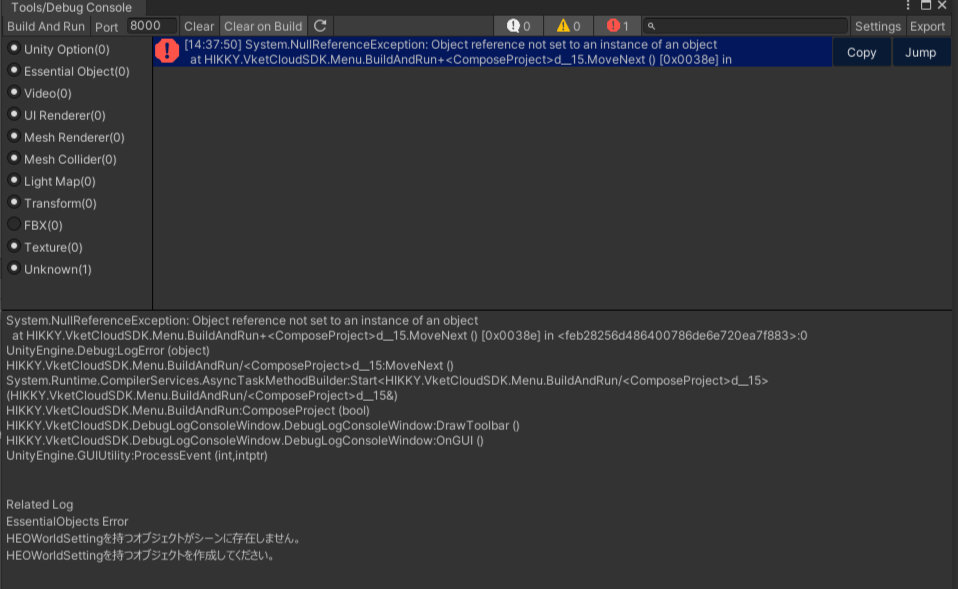 Tools/Debug Console
Build And Run Port 8000 Clear Clear on Build 0 0 1 Settings Export
Unity Option(0)
Essential Object(0)
Video(0)
UI Renderer(0)
Mesh Renderer(0)
Mesh Collider(0)
Light Map(0)
Transform(0)
FBX(0)
Texture(0)
Unknown(1)
[14:37:50] System.NullReferenceException: Object reference not set to an instance of an object
at HIKKY.VketCloudSDK.Menu.BuildAndRun+<ComposeProject>d__15.MoveNext () [0x0038e] in
Copy Jump
System.NullReferenceException: Object reference not set to an instance of an object
at HIKKY.VketCloudSDK.Menu.BuildAndRun+<ComposeProject>d__15.MoveNext () [0x0038e] in <feb28256d486400786de6e720ea7f883>:0
UnityEngine.Debug:LogError (object)
HIKKY.VketCloudSDK.Menu.BuildAndRun/<ComposeProject>d__15:MoveNext ()
System.Runtime.CompilerServices.AsyncTaskMethodBuilder:Start<HIKKY.VketCloudSDK.Menu.BuildAndRun/<ComposeProject>d__15>
(HIKKY.VketCloudSDK.Menu.BuildAndRun/<ComposeProject>d__15&)
HIKKY.VketCloudSDK.Menu.BuildAndRun:ComposeProject (bool)
HIKKY.VketCloudSDK.DebugLogConsoleWindow.DebugLogConsoleWindow:DrawToolbar ()
HIKKY.VketCloudSDK.DebugLogConsoleWindow.DebugLogConsoleWindow:OnGUI ()
UnityEngine.GUIUtility:ProcessEvent (int,intptr)
Related Log
EssentialObjects Error
HEOWorldSettingを持つオブジェクトがシーンに存在しません。
HEOWorldSettingを持つオブジェクトを作成してください。